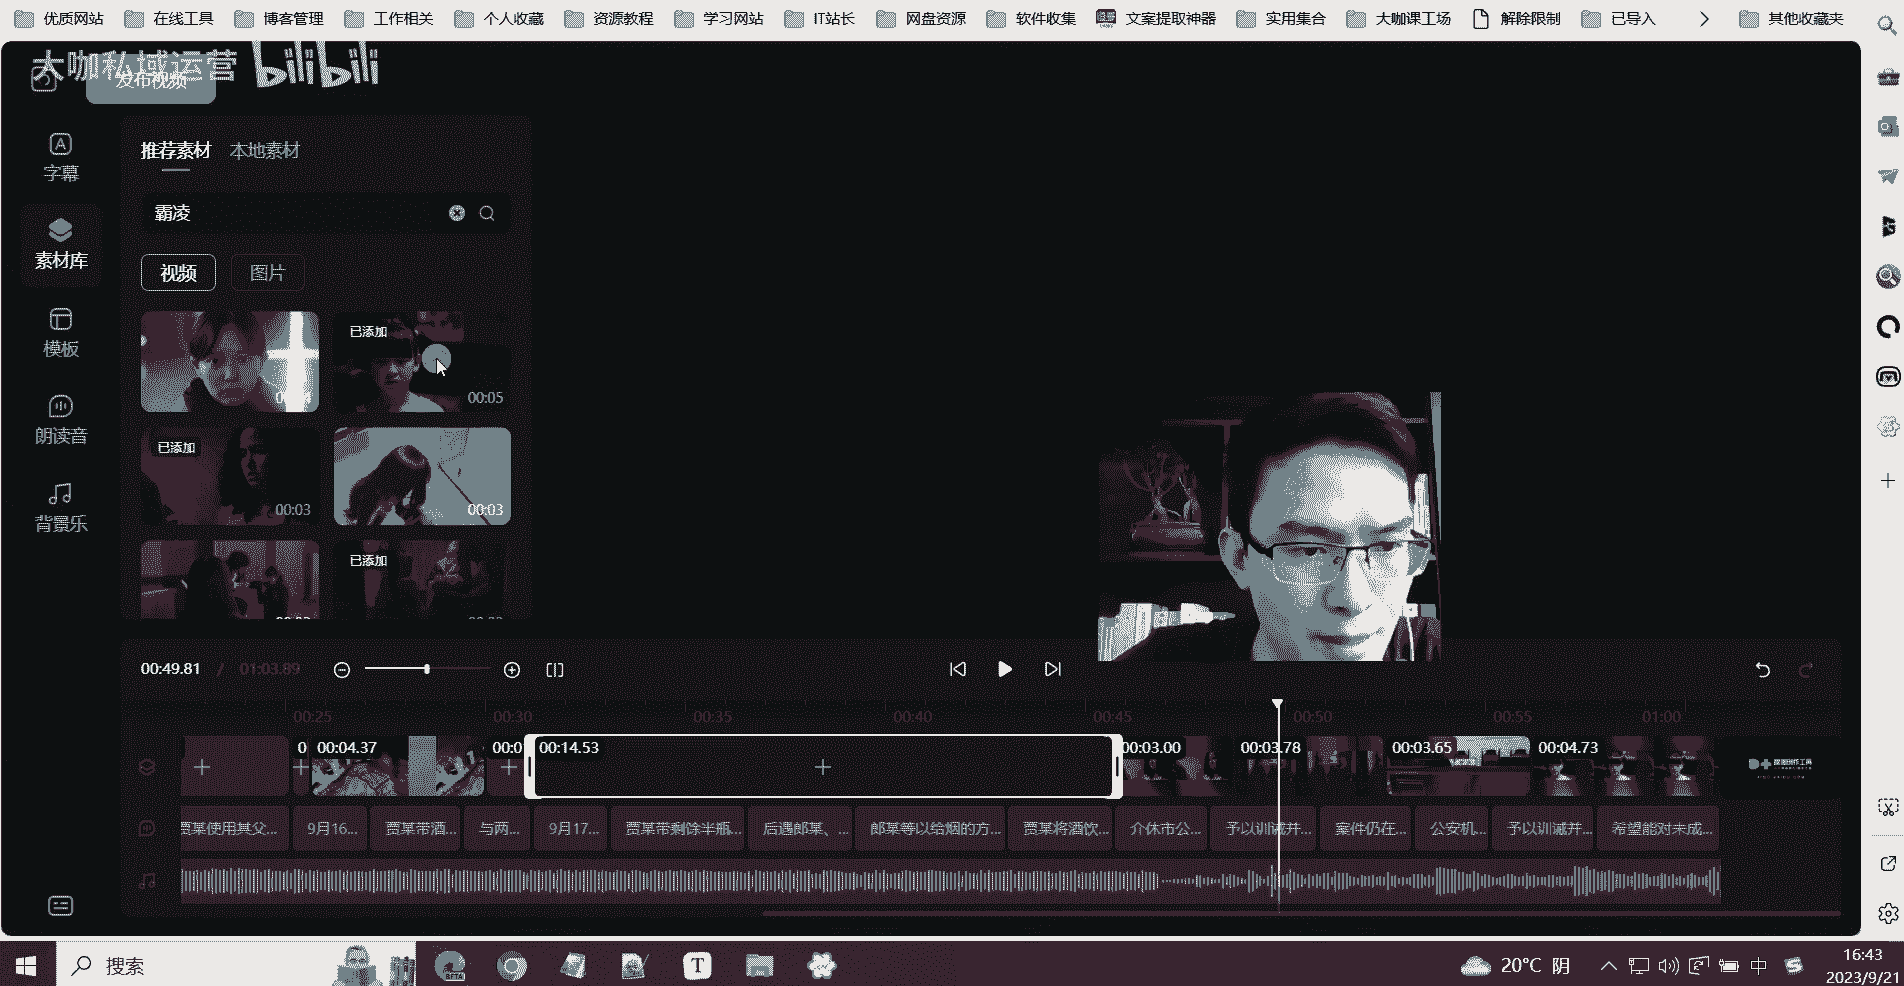 优质网站 在线工具 博客管理 工作相关 个人收藏 资源教程 学习网站 IT站长 网盘资源 软件收集 文案提取神器 实用集合 大咖课工场 解除限制 已导入 其他收藏夹
大咖私域运营 bilibili
发布视频
字幕
素材库
模板
朗读音
背景乐
推荐素材 本地素材
霸凌
视频 图片
已添加
00:05
已添加
00:03
00:03
已添加
00:49.81 / 01:03.89
00:25 00:30 00:35 00:40 00:45 00:50 00:55 01:00
00:04.37 00:14.53 00:03.00 00:03.78 00:03.65 00:04.73
贾某使用其父... 9月16... 贾某带酒... 与两... 9月17... 贾某带剩馀半瓶... 后遇郎某、... 郎某等以给烟的方... 贾某将酒饮... 介休市公... 予以训诫并... 案件仍在... 公安机... 予以训诫并... 希望能对未成...
搜索
BETA
T
20°C 阴
中
16:43
2023/9/21